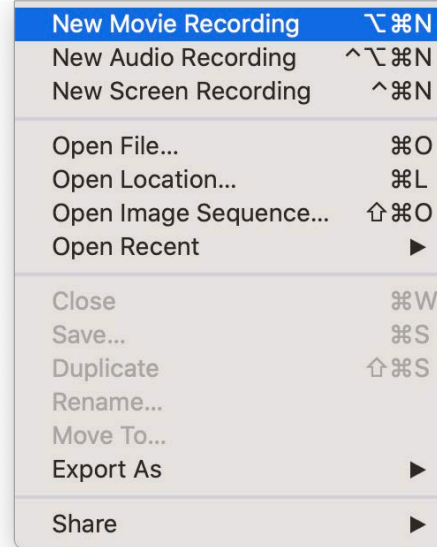 New Movie Recording ⌥⌘N
New Audio Recording ^⌥⌘N
New Screen Recording ^⌘N
Open File... ⌘O
Open Location... ⌘L
Open Image Sequence... ⇧⌘O
Open Recent ▶
Close ⌘W
Save... ⌘S
Duplicate ⇧⌘S
Rename...
Move To...
Export As ▶
Share ▶